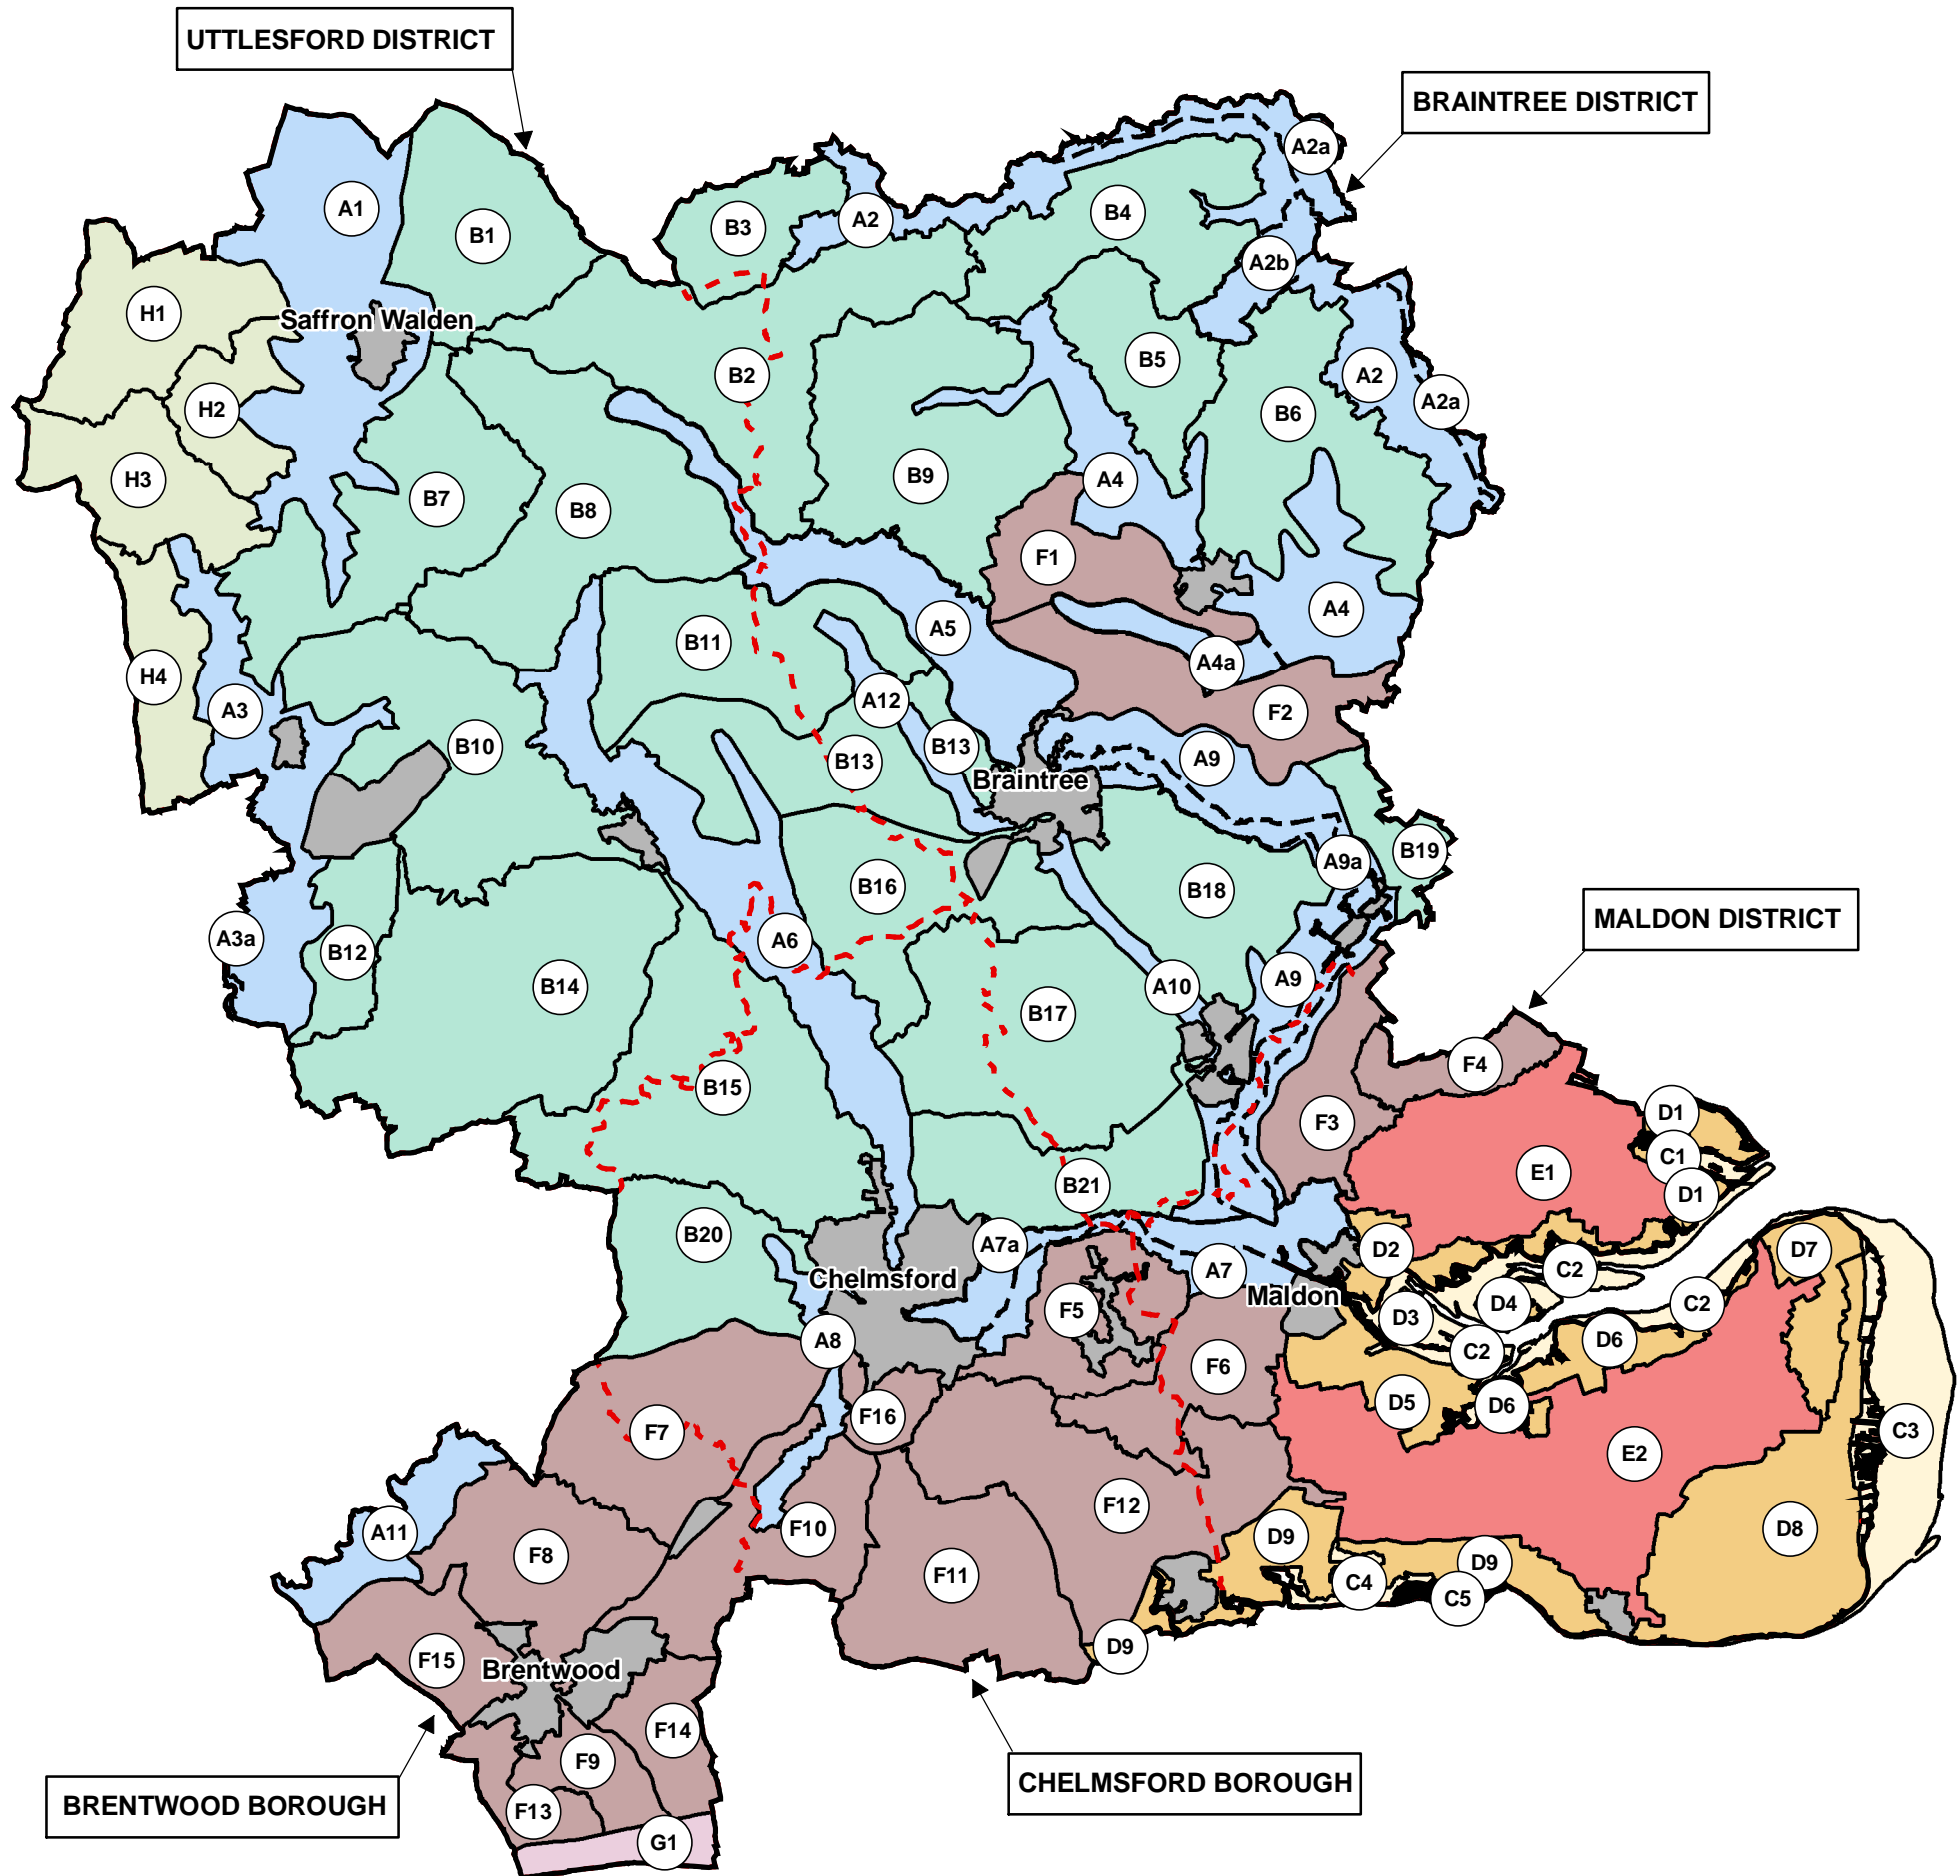 UTTLESFORD DISTRICT
BRAINTREE DISTRICT
A2a
A1
B4
A2
B3
B1
A2b
H1
Saffron Walden
B5
B2
A2
A2a
H2
B6
B9
A4
H3
B7
B8
F1
A4
A5
B11
A4a
H4
A12
A3
F2
B13
B10
A9
B13
Braintree
B19
A9a
B16
B18
MALDON DISTRICT
A3a
A6
B12
A9
B14
A10
B17
F4
B15
D1
F3
C1
E1
B21
D1
B20
A7a
D2
D7
A7
C2
Chelmsford
Maldon
D4
C2
F5
D3
A8
D6
C2
F6
D5
D6
F16
F7
C3
E2
F12
D8
A11
F10
D9
F8
D9
F11
C4
C5
D9
F15
Brentwood
F14
F9
CHELMSFORD BOROUGH
BRENTWOOD BOROUGH
F13
G1